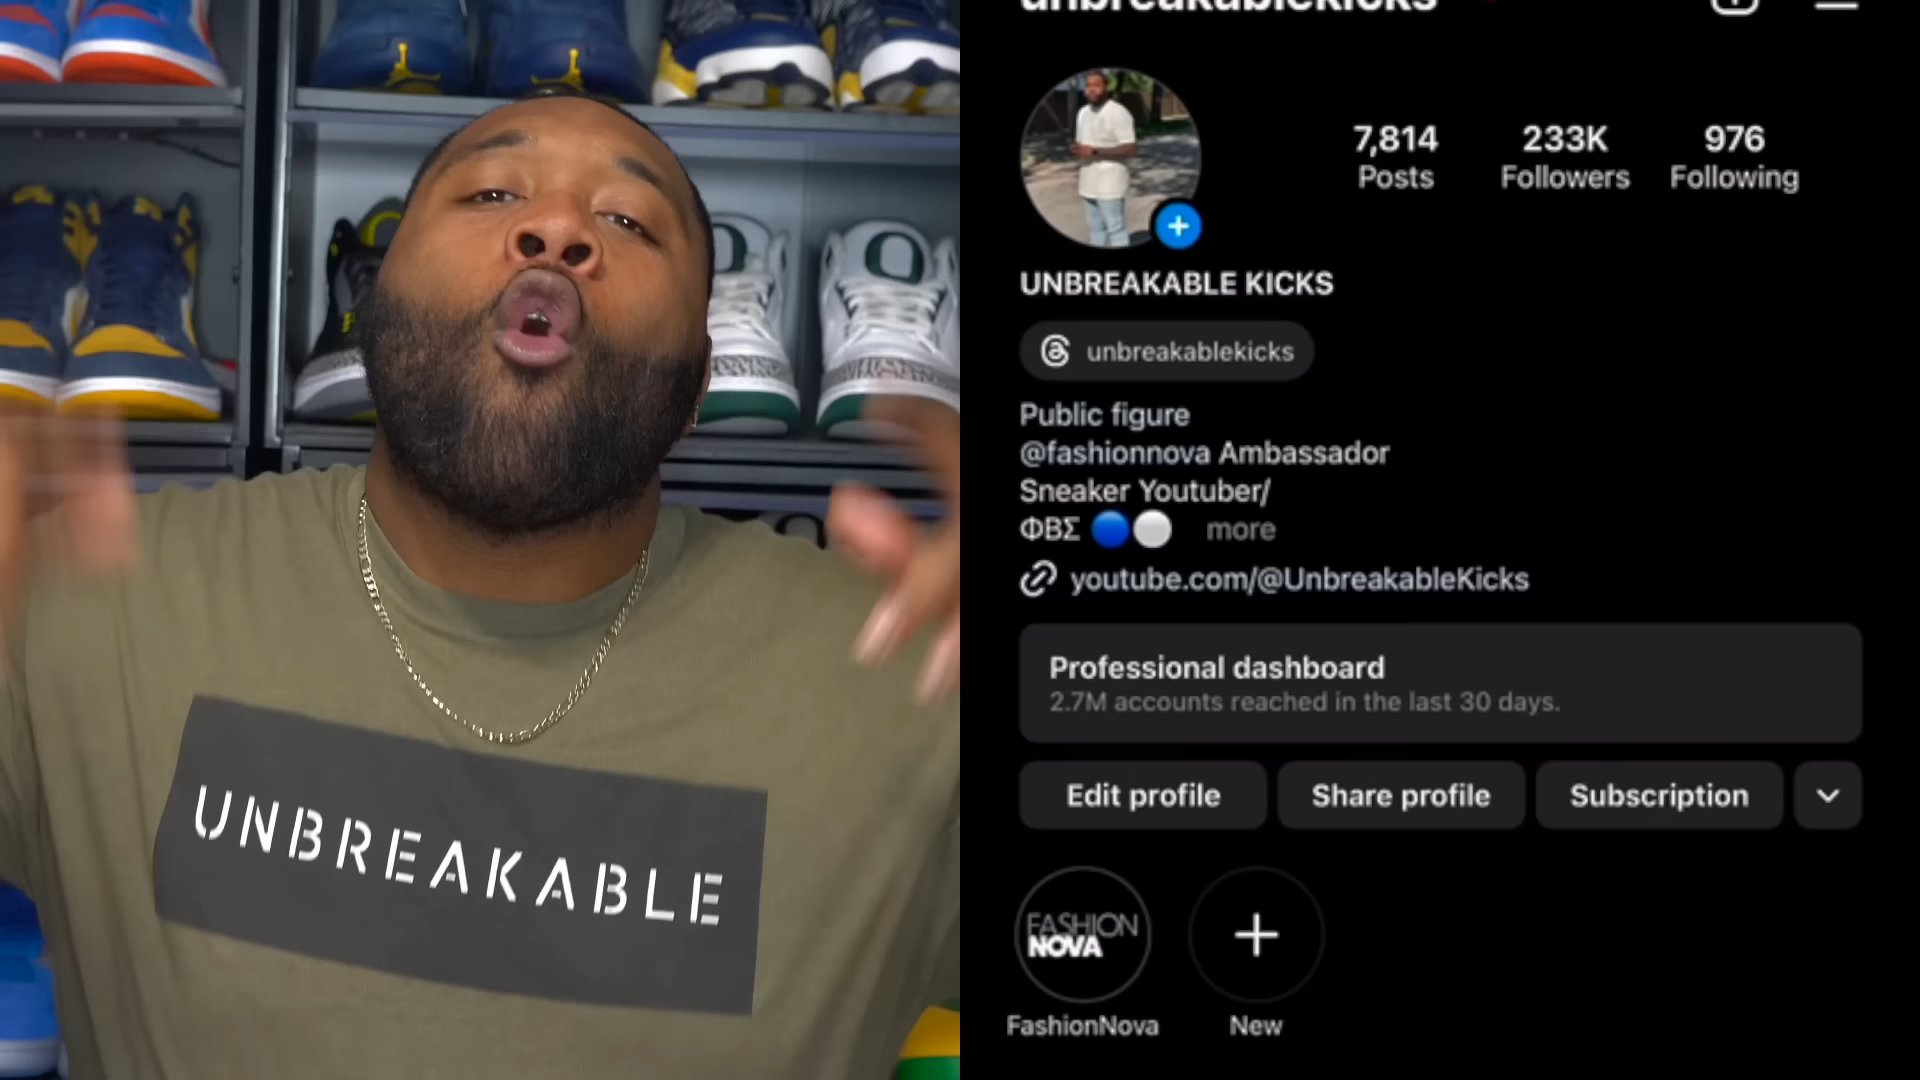 UNBREAKABLE
O
O
unbreakablekicks
7,814
Posts
233K
Followers
976
Following
UNBREAKABLE KICKS
unbreakablekicks
Public figure
@fashionnova Ambassador
Sneaker Youtuber/
ΦΒΣ 🔵⚪ more
youtube.com/@UnbreakableKicks
Professional dashboard
2.7M accounts reached in the last 30 days.
Edit profile
Share profile
Subscription
FASHION
NOVA
FashionNova
New